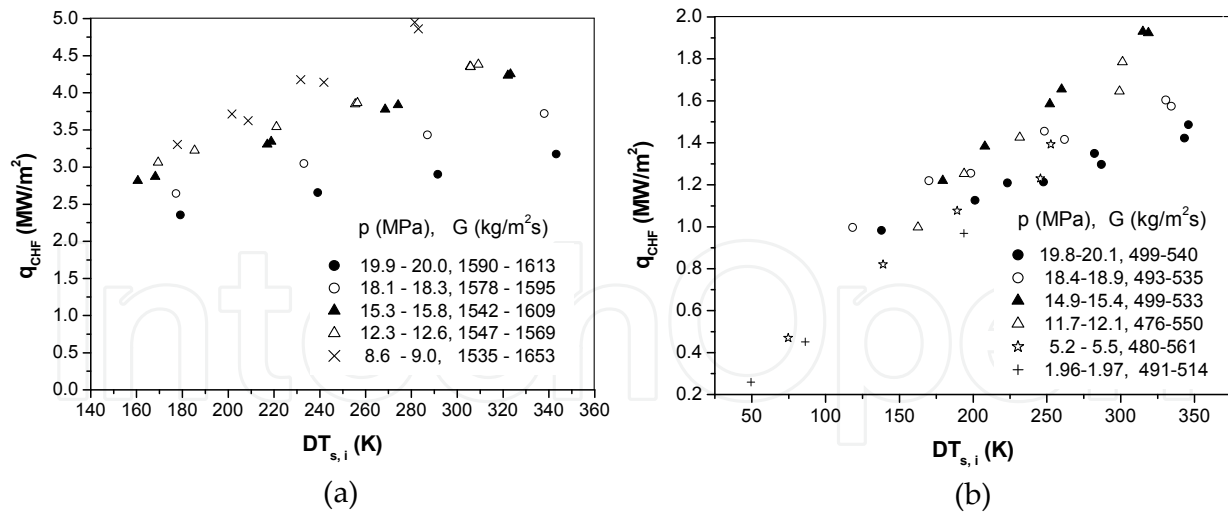 5.0
4.5
4.0
3.5
3.0
2.5
2.0
1.5
1.0
0.5
0.0
q_CHF (MW/m²)
p (MPa), G (kg/m²s)
19.9 - 20.0, 1590 - 1613
18.1 - 18.3, 1578 - 1595
15.3 - 15.8, 1542 - 1609
12.3 - 12.6, 1547 - 1569
8.6 - 9.0, 1535 - 1653
140 160 180 200 220 240 260 280 300 320 340 360
DT_s, i (K)
(a)
2.0
1.8
1.6
1.4
1.2
1.0
0.8
0.6
0.4
0.2
q_CHF (MW/m²)
p (MPa), G (kg/m²s)
19.8-20.1, 499-540
18.4-18.9, 493-535
14.9-15.4, 499-533
11.7-12.1, 476-550
5.2 - 5.5, 480-561
1.96-1.97, 491-514
50 75 100 125 150 175 200 225 250 275 300 325 350
DT_s, i (K)
(b)
IntechOpen